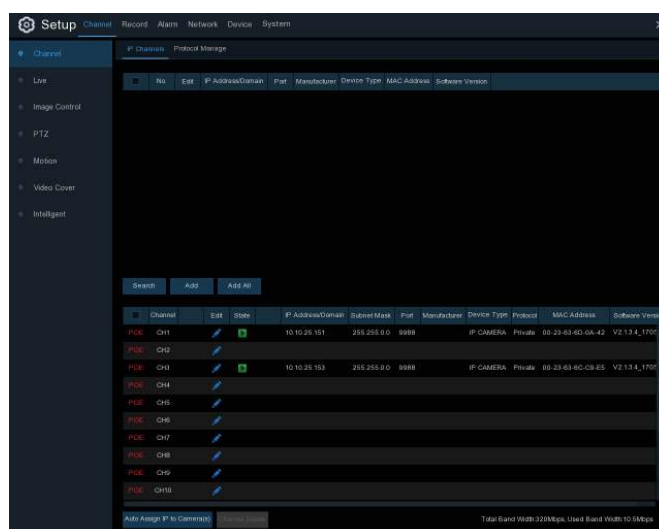 Setup Channel Record Alarm Network Device System
Channel
IP Channels Protocol Manage
Live
No. Edit IP Address/Domain Port Manufacturer Device Type MAC Address Software Version
Image Control
PTZ
Motion
Video Cover
Intelligent
Search Add Add All
Channel Edit State IP Address/Domain Subnet Mask Port Manufacturer Device Type Protocol MAC Address Software Versi
POE CH1 10.10.25.151 255.255.0.0 9988 IP CAMERA Private 00-23-63-6D-0A-42 V2.1.3.4_1705
POE CH2
POE CH3 10.10.25.153 255.255.0.0 9988 IP CAMERA Private 00-23-63-6C-C9-E5 V2.1.3.4_1705
POE CH4
POE CH5
POE CH6
POE CH7
POE CH8
POE CH9
POE CH10
Auto Assign IP to Camera(s) Total Band Width:320Mbps, Used Band Width:10.5Mbps